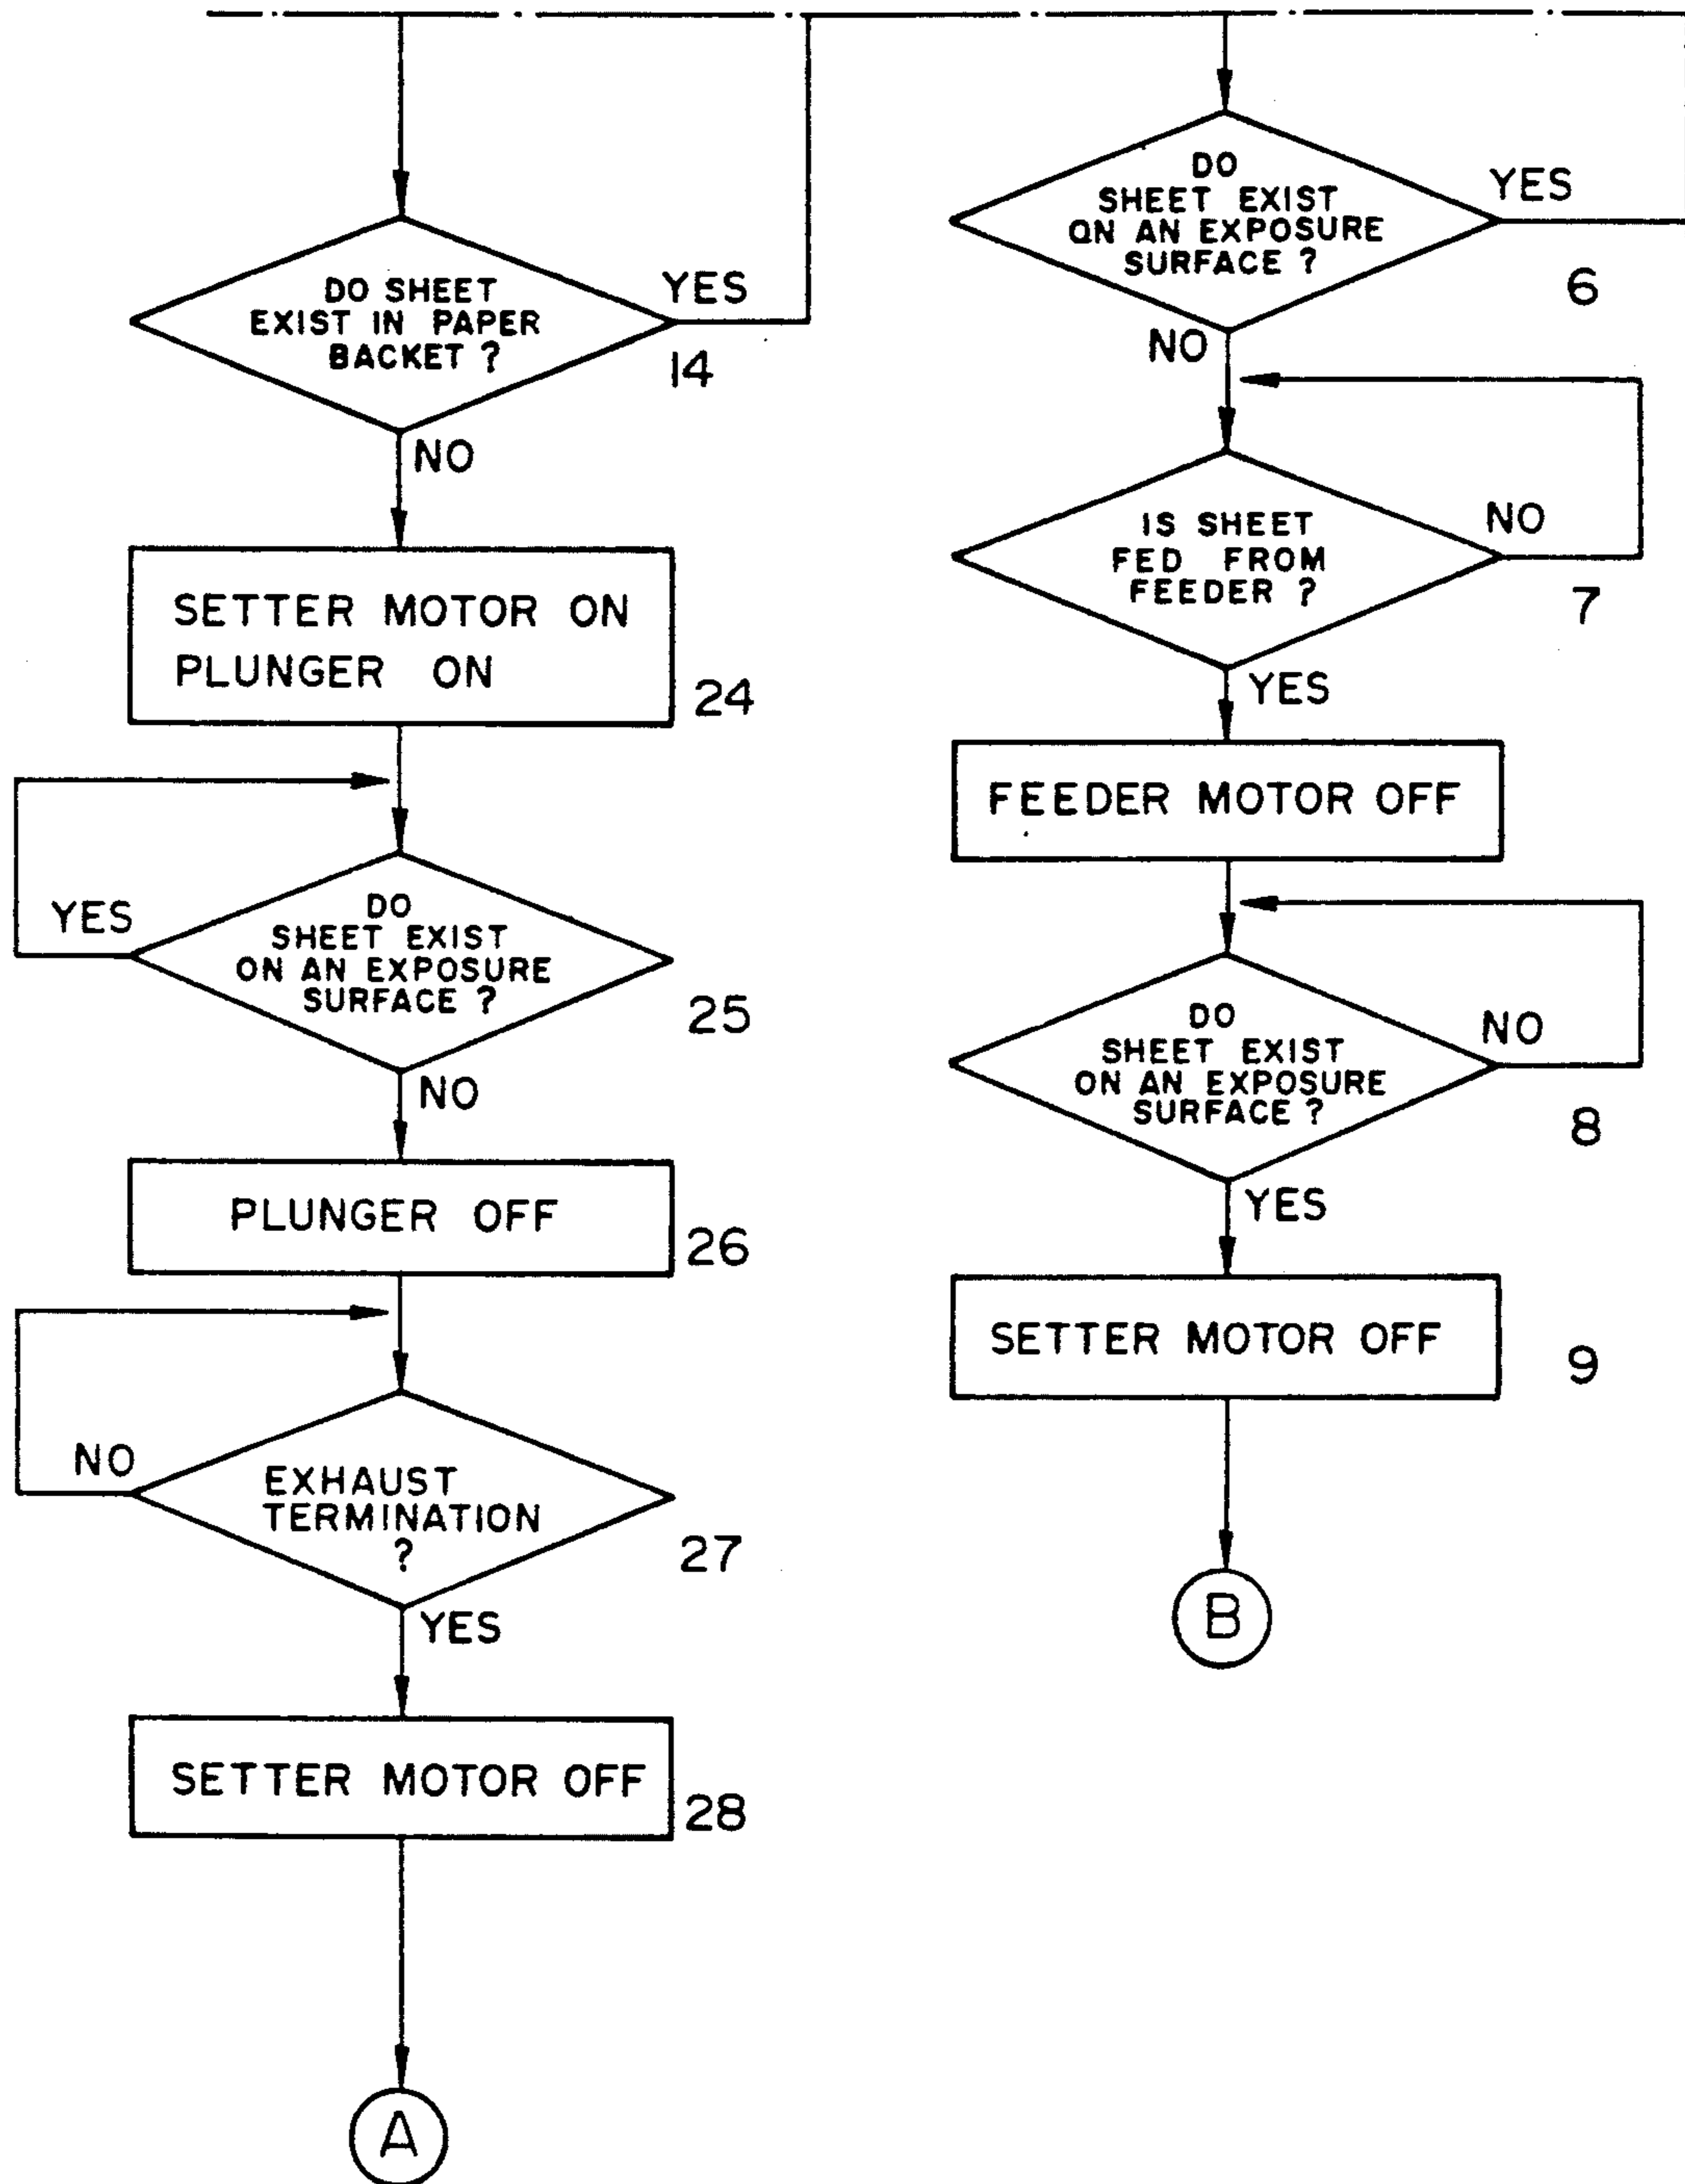 DO SHEET
EXIST IN PAPER
BACKET ?
YES
14
NO
SETTER MOTOR ON
PLUNGER ON
24
YES
DO
SHEET EXIST
ON AN EXPOSURE
SURFACE ?
25
NO
PLUNGER OFF
26
NO
EXHAUST
TERMINATION
?
27
YES
SETTER MOTOR OFF
28
A
DO
SHEET EXIST
ON AN EXPOSURE
SURFACE ?
YES
6
NO
IS SHEET
FED FROM
FEEDER ?
NO
7
YES
FEEDER MOTOR OFF
DO
SHEET EXIST
ON AN EXPOSURE
SURFACE ?
NO
8
YES
SETTER MOTOR OFF
9
B